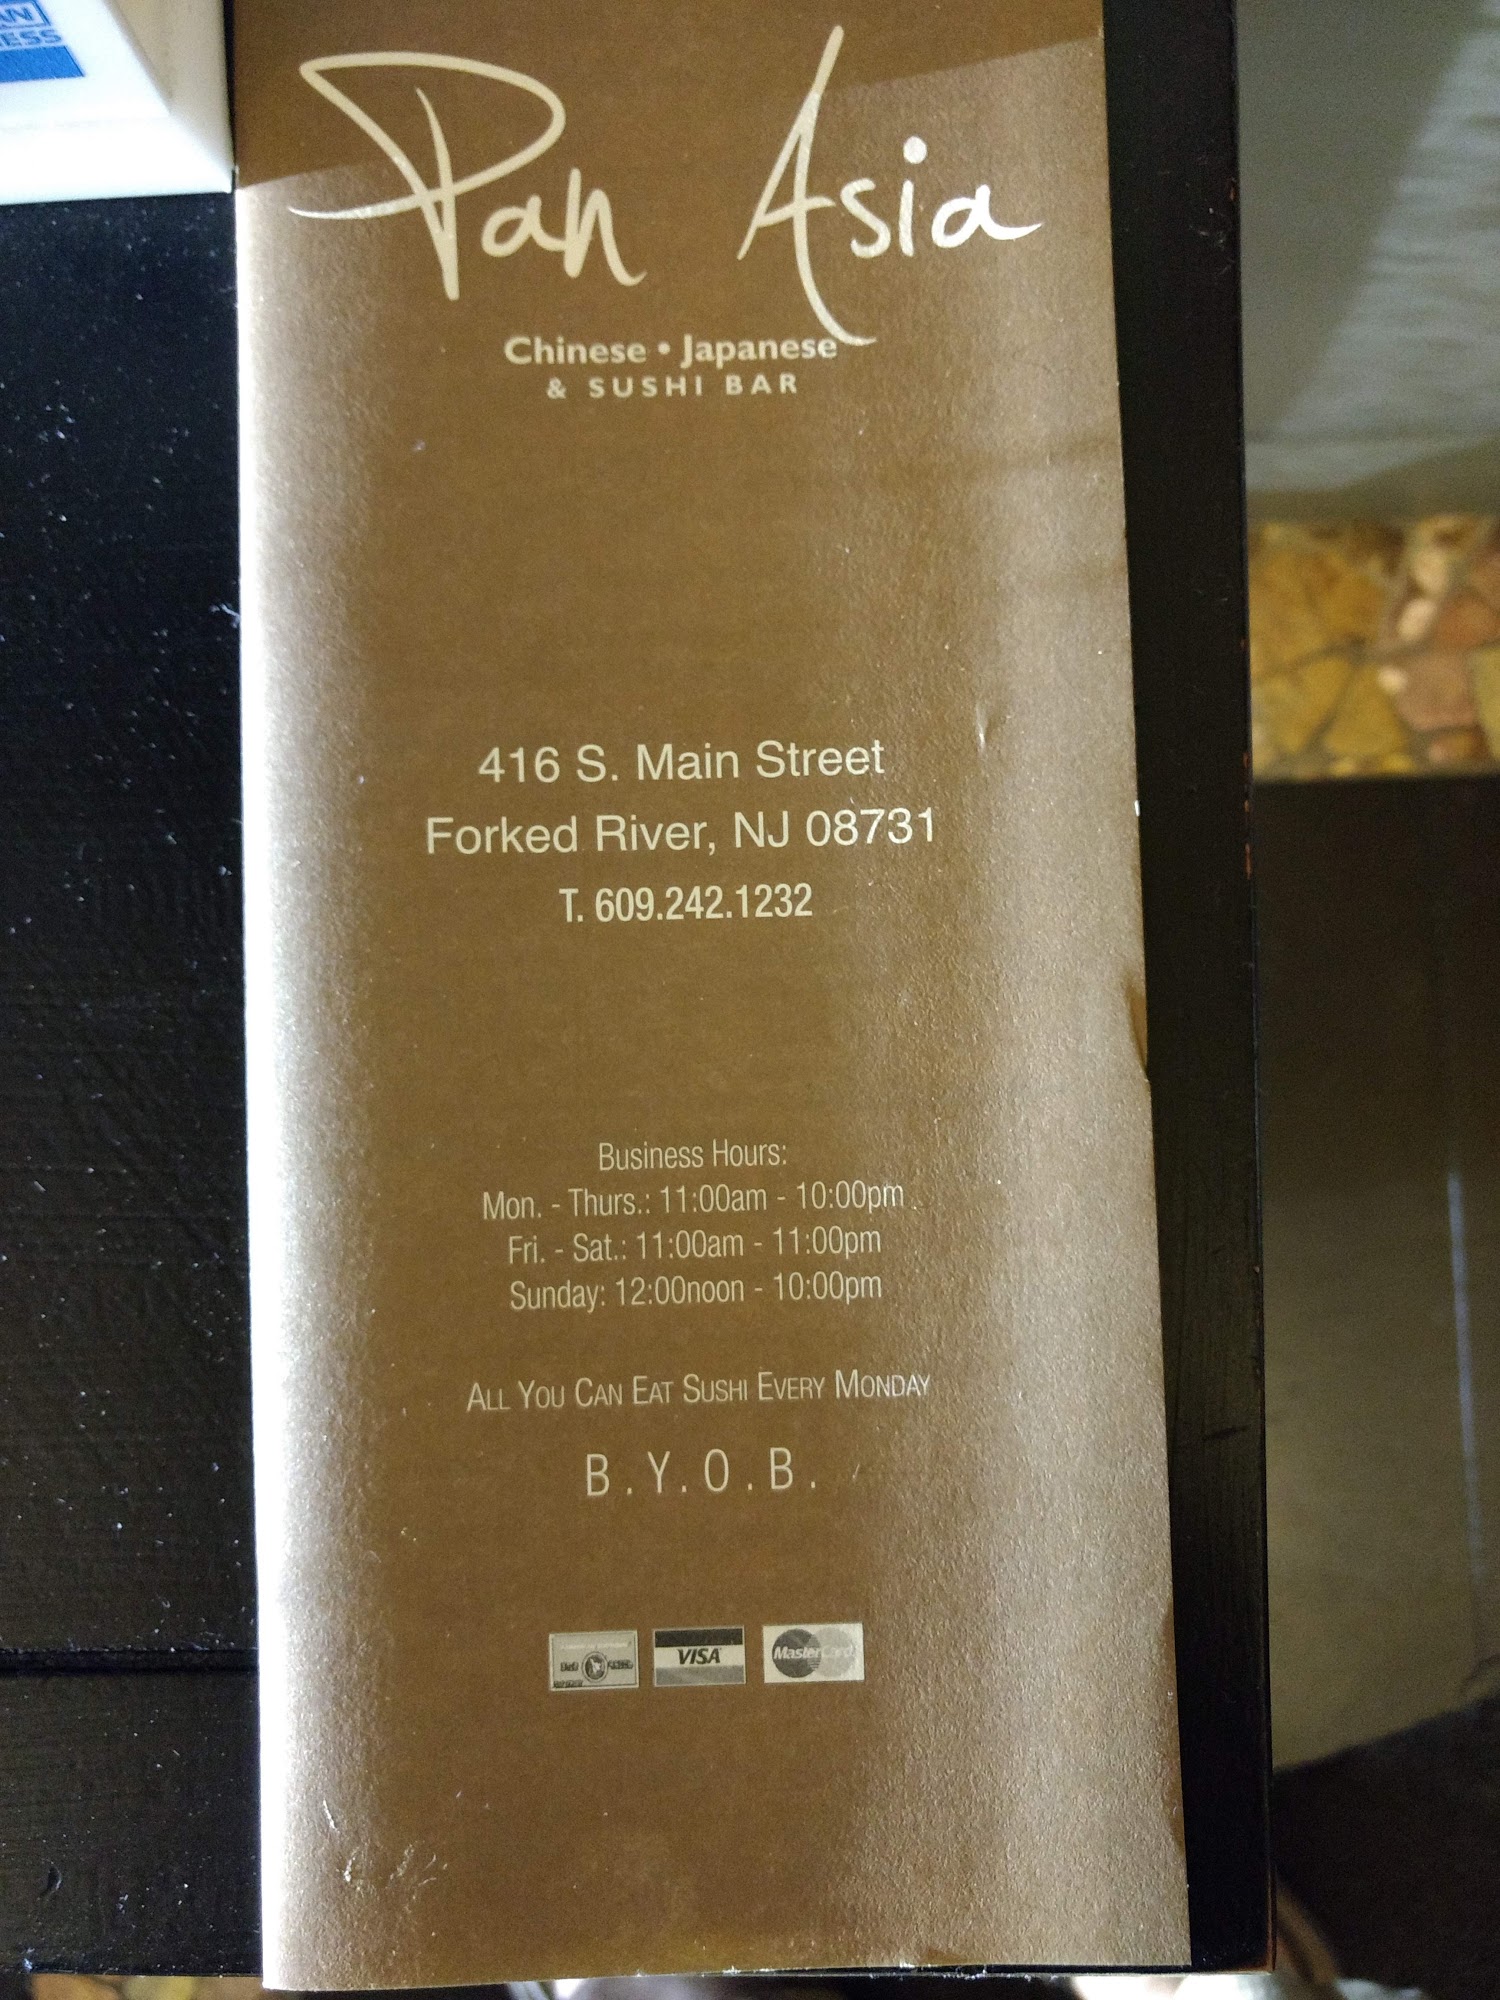 AN
ESS
Pan Asia
Chinese • Japanese
& SUSHI BAR
416 S. Main Street
Forked River, NJ 08731
T. 609.242.1232
Business Hours:
Mon. - Thurs.: 11:00am - 10:00pm
Fri. - Sat.: 11:00am - 11:00pm
Sunday: 12:00noon - 10:00pm
ALL YOU CAN EAT SUSHI EVERY MONDAY
B.Y.O.B.
VISA
MasterCard